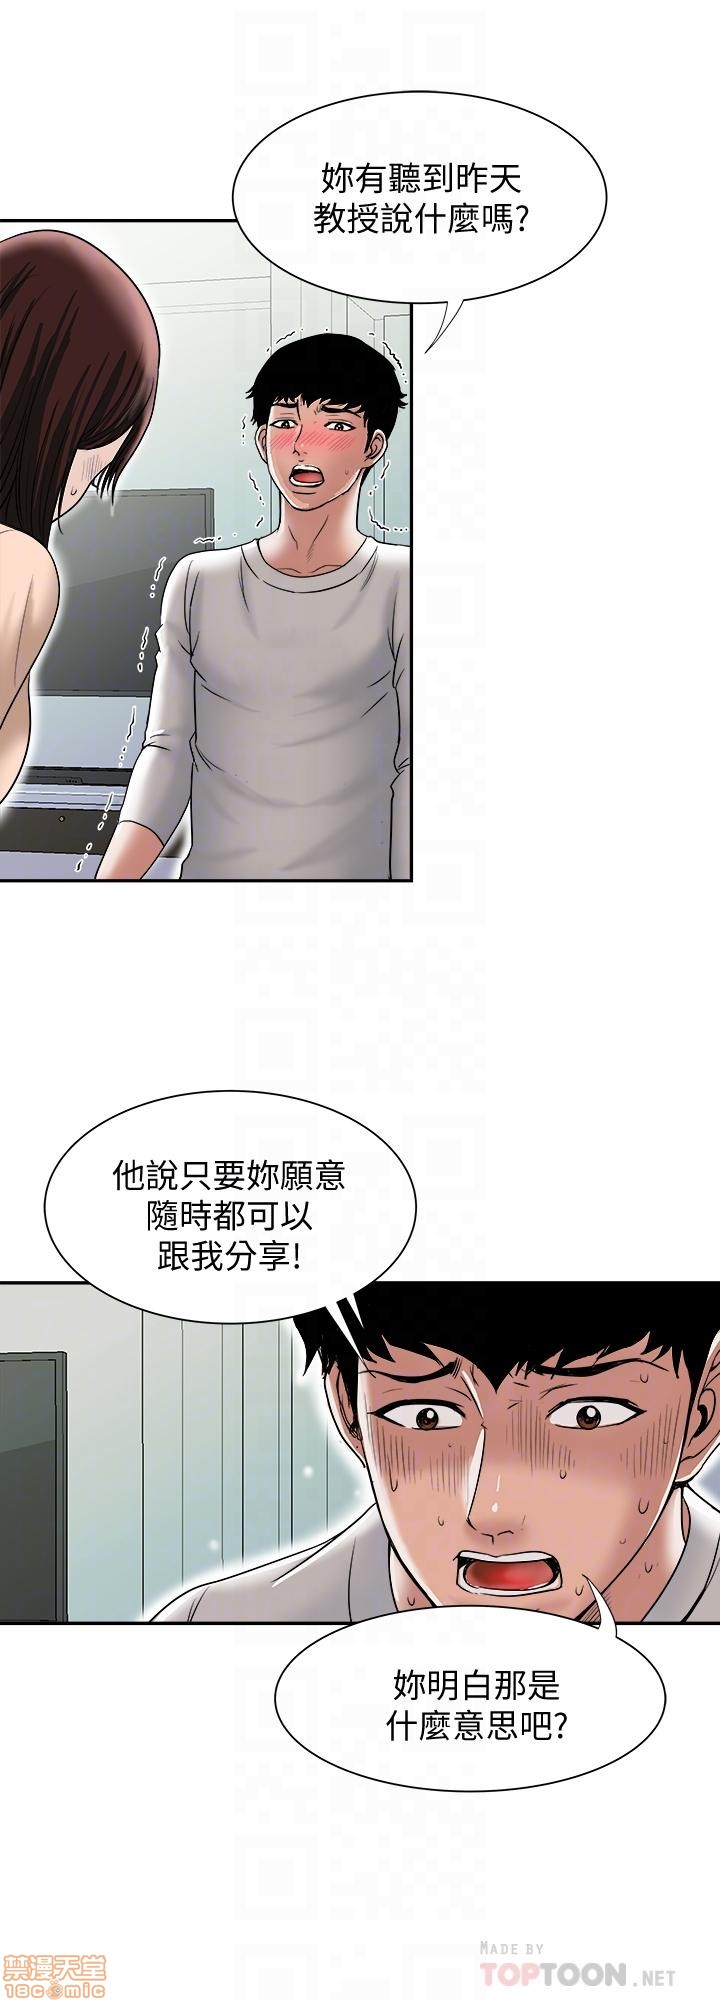 妳有聽到昨天
教授說什麼嗎?
他說只要妳願意
隨時都可以
跟我分享!
妳明白那是
什麼意思吧?
MADE BY
TOPTOON.NET
禁漫天堂
18comic